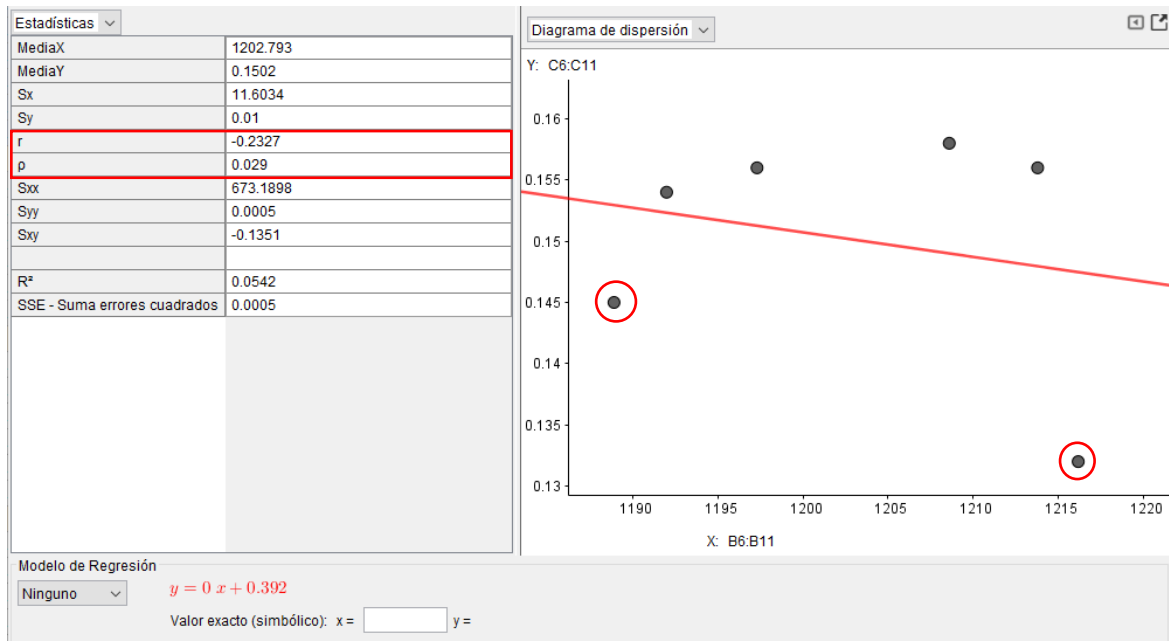 Estadísticas
MediaX 1202.793
MediaY 0.1502
Sx 11.6034
Sy 0.01
r -0.2327
ρ 0.029
Sxx 673.1898
Syy 0.0005
Sxy -0.1351
R² 0.0542
SSE - Suma errores cuadrados 0.0005
Diagrama de dispersión
Y: C6:C11
0.16
0.155
0.15
0.145
0.14
0.135
0.13
1190 1195 1200 1205 1210 1215 1220
X: B6:B11
Modelo de Regresión
Ninguno y = 0 x + 0.392
Valor exacto (simbólico): x = y =